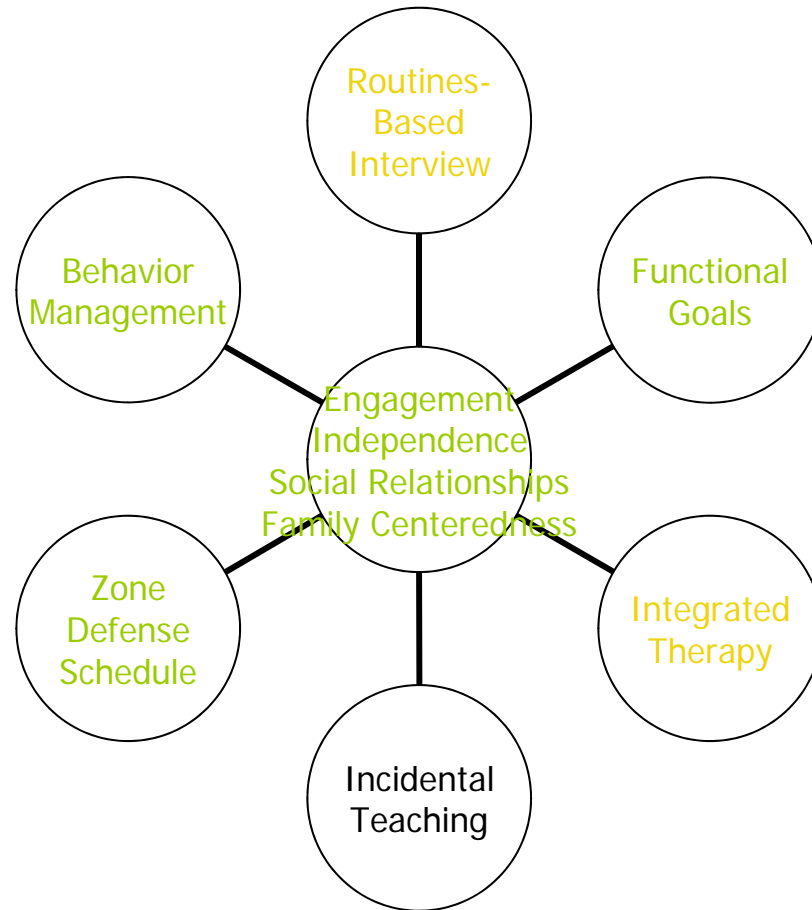 Routines-
Based
Interview
Behavior
Management
Functional
Goals
Engagement
Independence
Social Relationships
Family Centeredness
Zone
Defense
Schedule
Integrated
Therapy
Incidental
Teaching